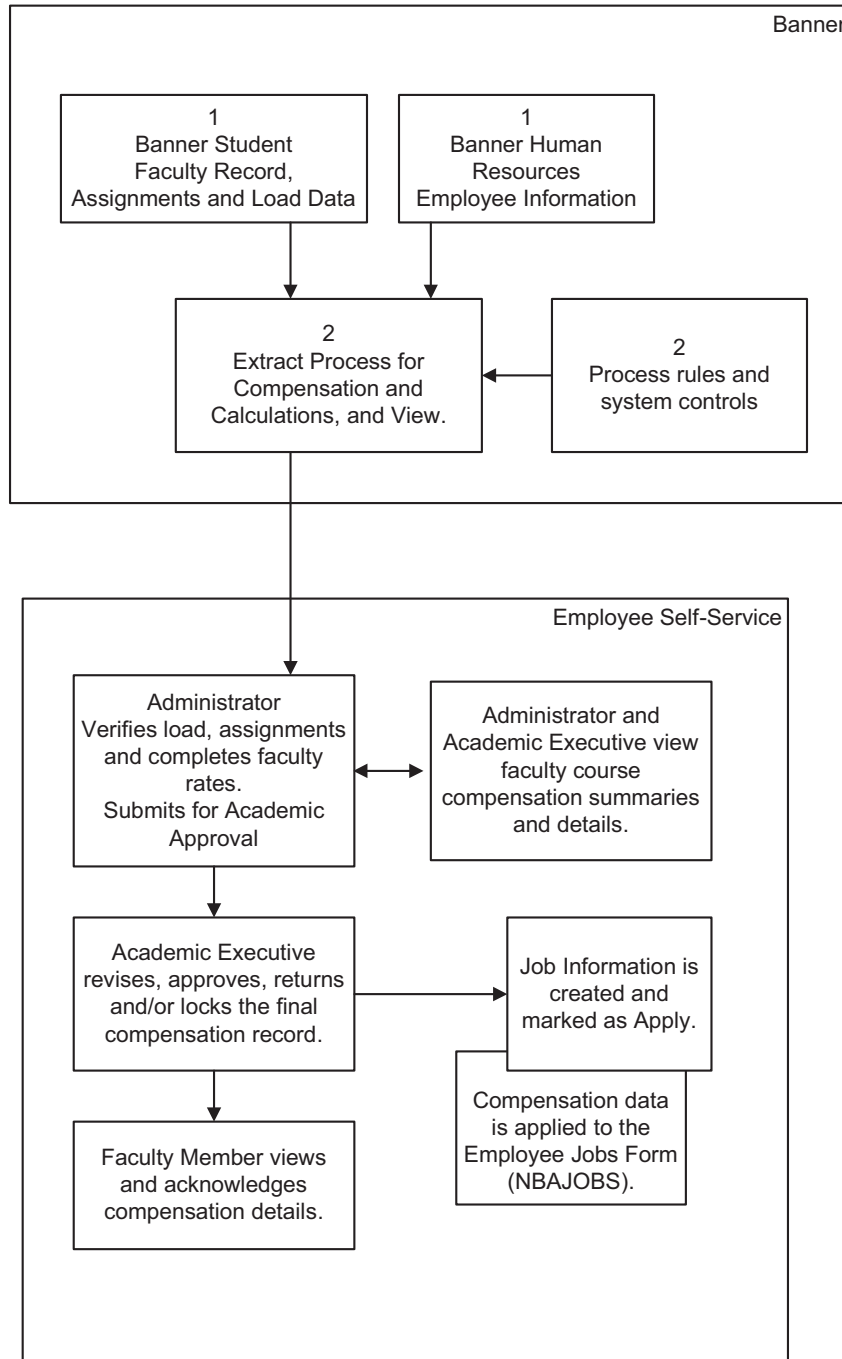 Banner
1
Banner Student
Faculty Record,
Assignments and Load Data
1
Banner Human
Resources
Employee Information
2
Extract Process for
Compensation and
Calculations, and View.
2
Process rules and
system controls
Employee Self-Service
Administrator
Verifies load, assignments
and completes faculty
rates.
Submits for Academic
Approval
Administrator and
Academic Executive view
faculty course
compensation summaries
and details.
Academic Executive
revises, approves, returns
and/or locks the final
compensation record.
Job Information is
created and
marked as Apply.
Compensation data
is applied to the
Employee Jobs Form
(NBAJOBS).
Faculty Member views
and acknowledges
compensation details.